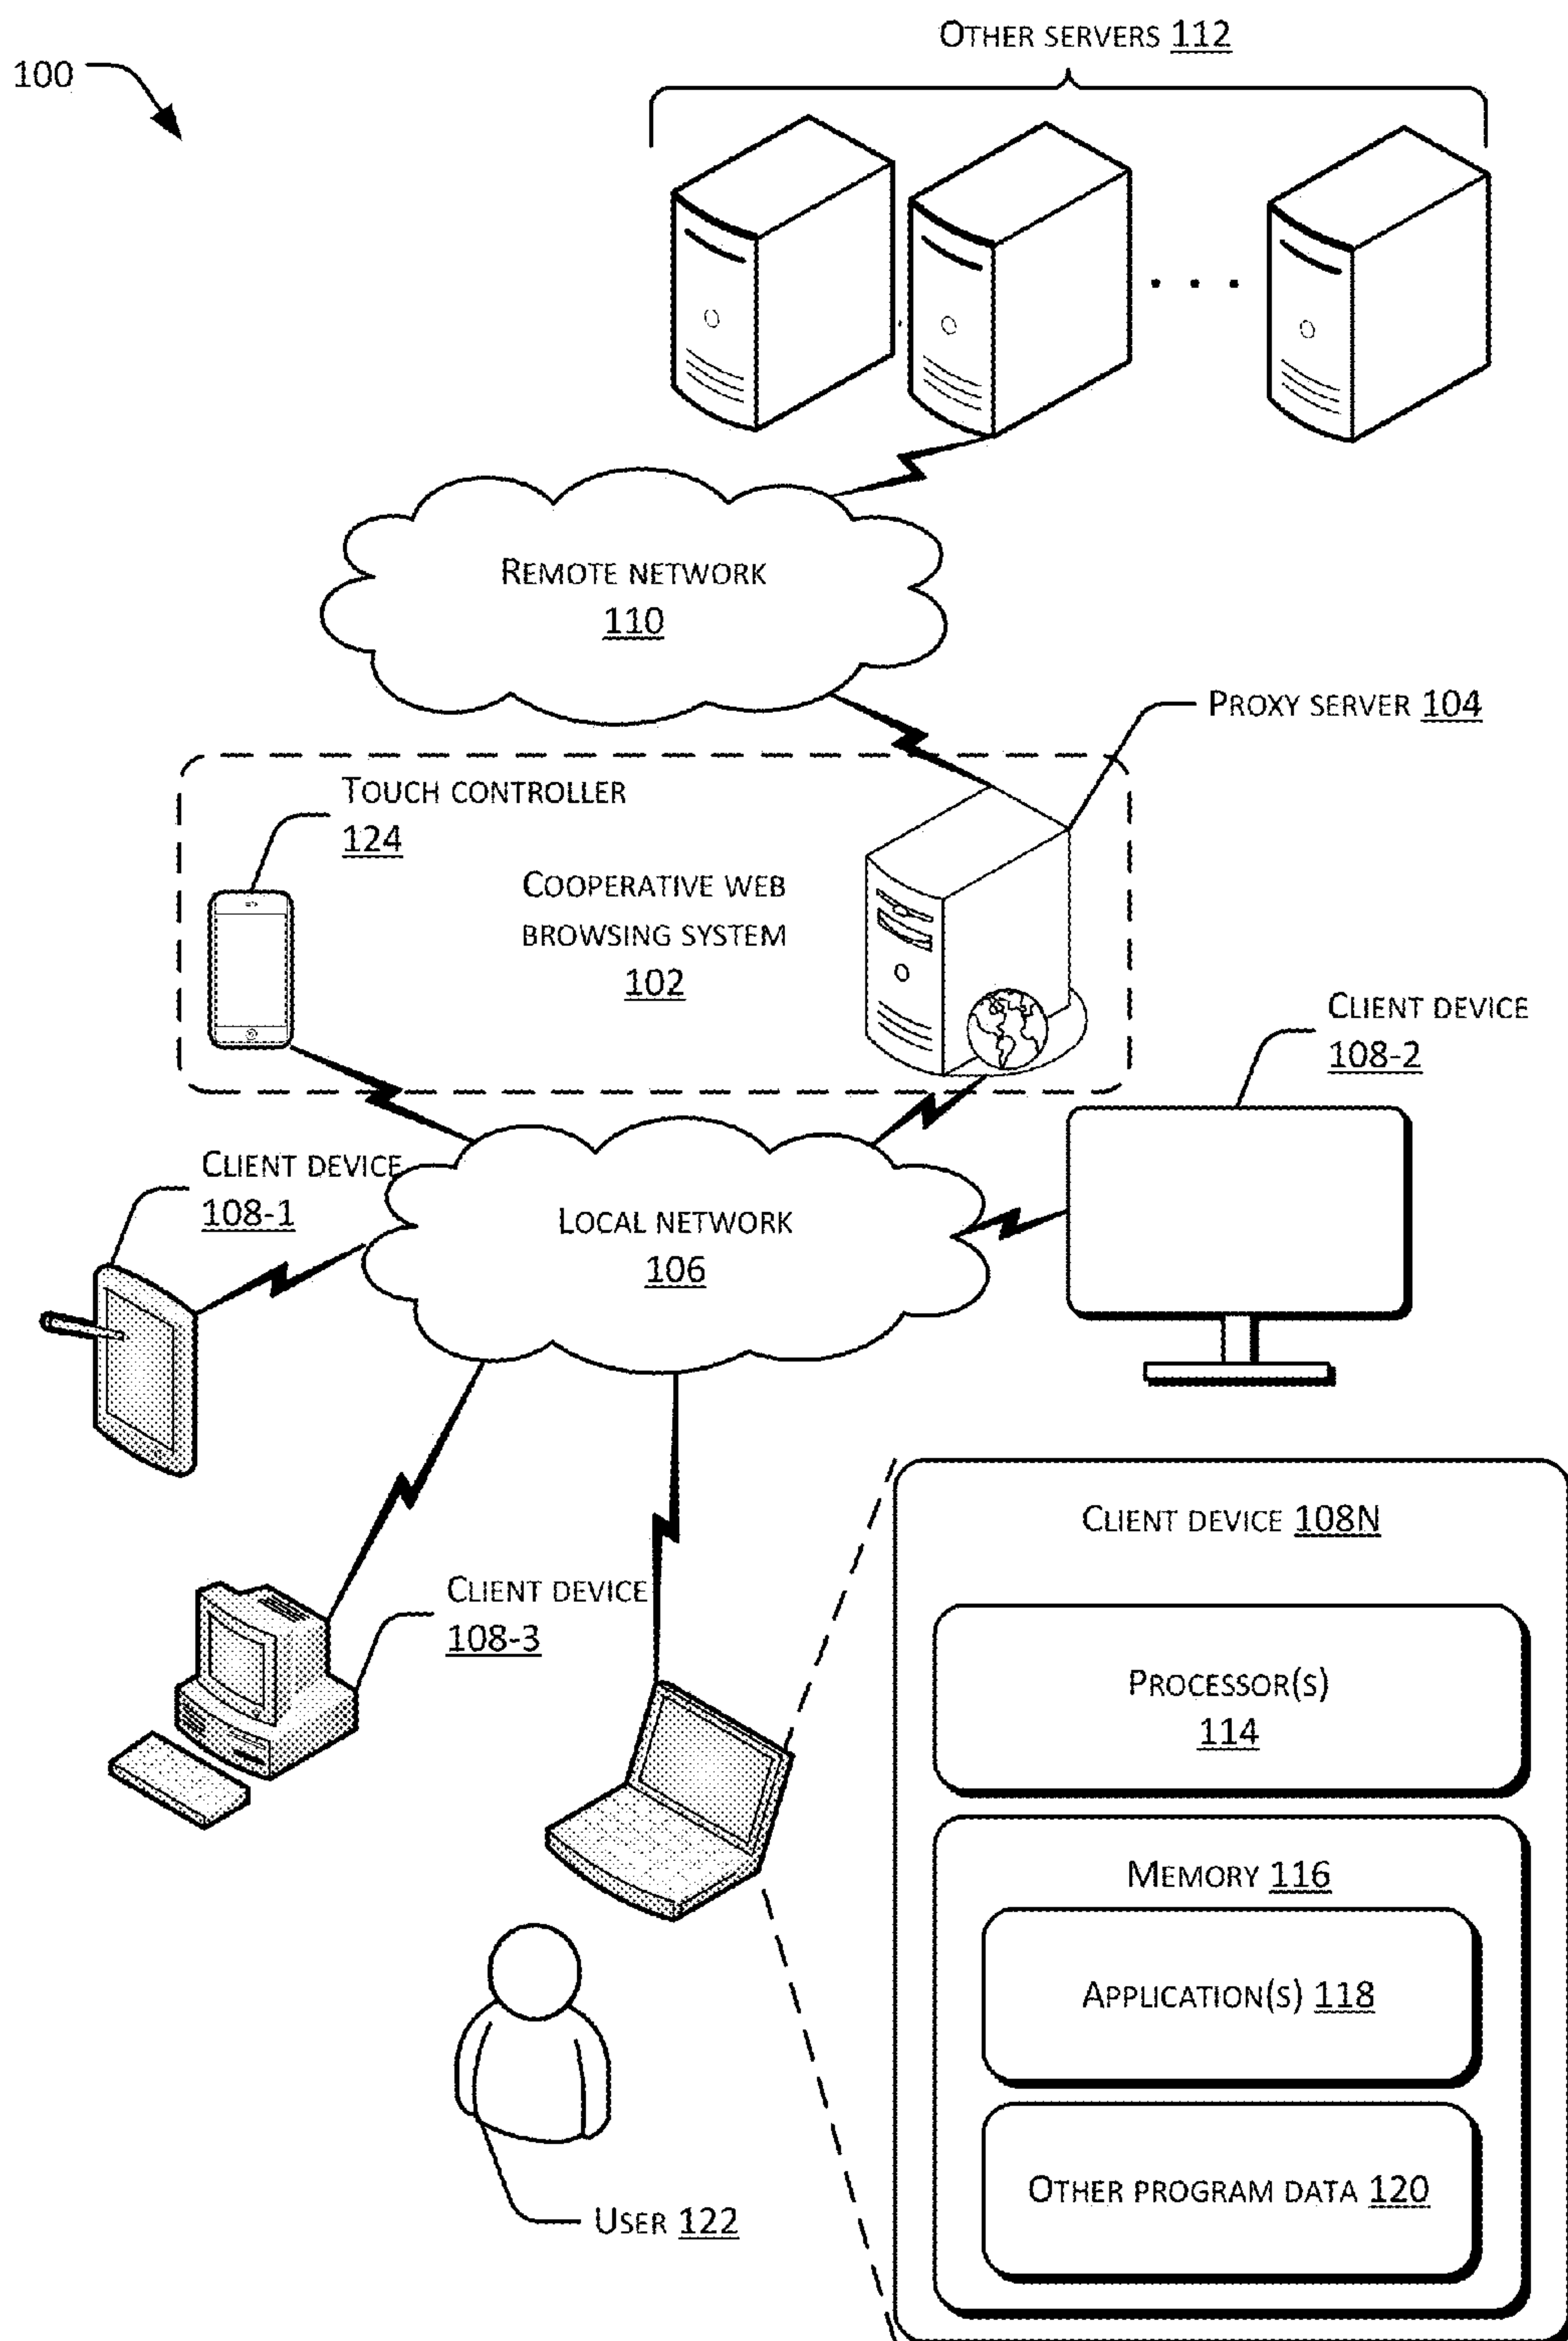 OTHER SERVERS 112
100
REMOTE NETWORK
110
PROXY SERVER 104
TOUCH CONTROLLER
124
COOPERATIVE WEB
BROWSING SYSTEM
102
CLIENT DEVICE
108-2
CLIENT DEVICE
108-1
LOCAL NETWORK
106
CLIENT DEVICE 108N
CLIENT DEVICE
108-3
PROCESSOR(S)
114
MEMORY 116
APPLICATION(S) 118
OTHER PROGRAM DATA 120
USER 122